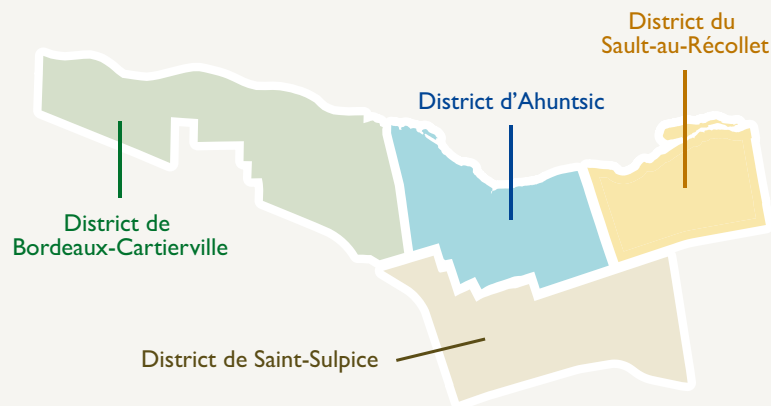 District du
Sault-au-Récollet
District d'Ahuntsic
District de
Bordeaux-Cartierville
District de Saint-Sulpice